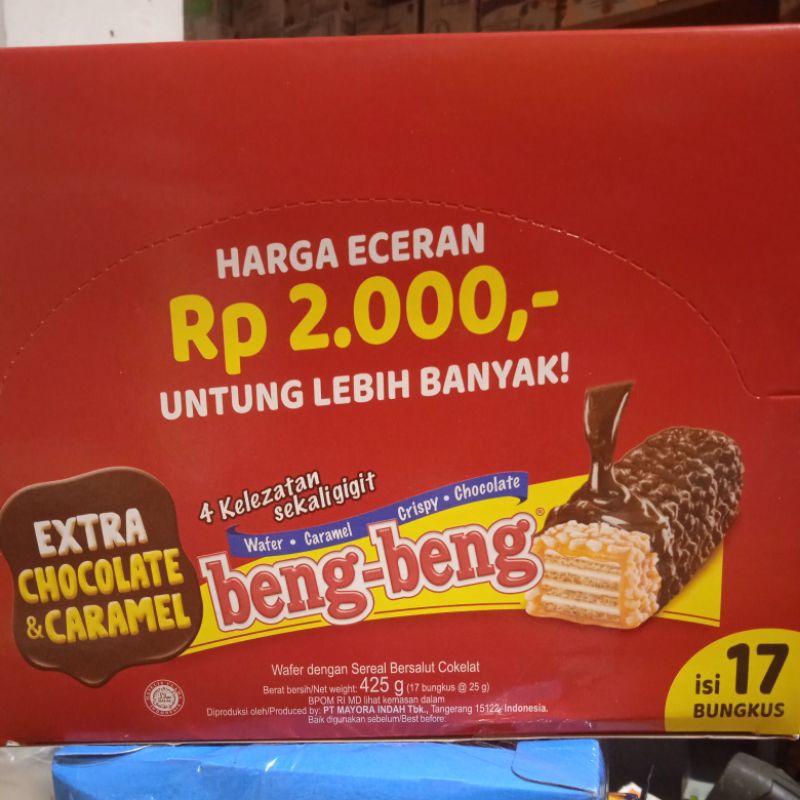 HARGA ECERAN
Rp 2.000,-
UNTUNG LEBIH BANYAK!
4 Kelezatan
sekali gigit
Wafer • Caramel Crispy • Chocolate
beng-beng®
EXTRA
CHOCOLATE
& CARAMEL
Wafer dengan Sereal Bersalut Cokelat
Berat bersih/Net weight: 425 g (17 bungkus @ 25 g)
BPOM RI MD lihat kemasan dalam
Diproduksi oleh/Produced by: PT MAYORA INDAH Tbk., Tangerang 15122, Indonesia.
Baik digunakan sebelum/Best before:
isi 17
BUNGKUS